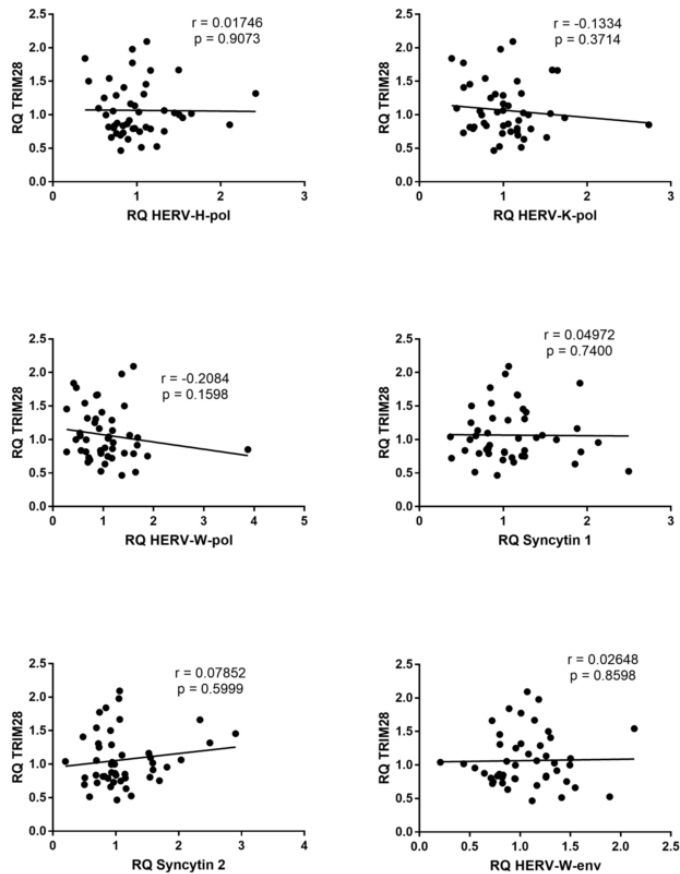 r = 0.01746
p = 0.9073
RQ TRIM28
2.5
2.0
1.5
1.0
0.5
0.0
0
1
2
3
RQ HERV-H-pol
r = -0.1334
p = 0.3714
RQ TRIM28
2.5
2.0
1.5
1.0
0.5
0.0
0
1
2
3
RQ HERV-K-pol
r = -0.2084
p = 0.1598
RQ TRIM28
2.5
2.0
1.5
1.0
0.5
0.0
0
1
2
3
4
5
RQ HERV-W-pol
r = 0.04972
p = 0.7400
RQ TRIM28
2.5
2.0
1.5
1.0
0.5
0.0
0
1
2
3
RQ Syncytin 1
r = 0.07852
p = 0.5999
RQ TRIM28
2.5
2.0
1.5
1.0
0.5
0.0
0
1
2
3
4
RQ Syncytin 2
r = 0.02648
p = 0.8598
RQ TRIM28
2.5
2.0
1.5
1.0
0.5
0.0
0.0
0.5
1.0
1.5
2.0
2.5
RQ HERV-W-env